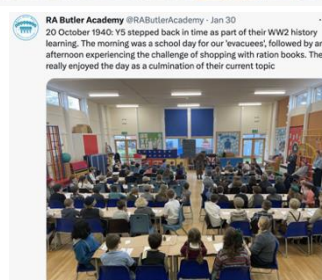 RA Butler Academy @RAButlerAcademy · Jan 30
20 October 1940: Y5 stepped back in time as part of their WW2 history
learning. The morning was a school day for our 'evacuees', followed by an
afternoon experiencing the challenge of shopping with ration books. The
really enjoyed the day as a culmination of their current topic